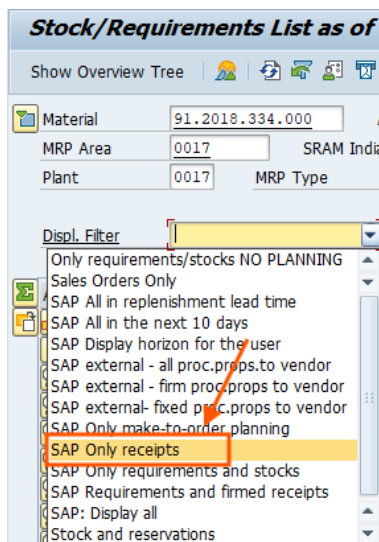 Stock/Requirements List as of
Show Overview Tree
Material 91.2018.334.000
MRP Area 0017 SRAM India
Plant 0017 MRP Type
Displ. Filter
Only requirements/stocks NO PLANNING
Sales Orders Only
SAP All in replenishment lead time
SAP All in the next 10 days
SAP Display horizon for the user
SAP external - all proc.props.to vendor
SAP external - firm proc.props to vendor
SAP external- fixed proc.props to vendor
SAP Only make-to-order planning
SAP Only receipts
SAP Only requirements and stocks
SAP Requirements and firmed receipts
SAP: Display all
Stock and reservations